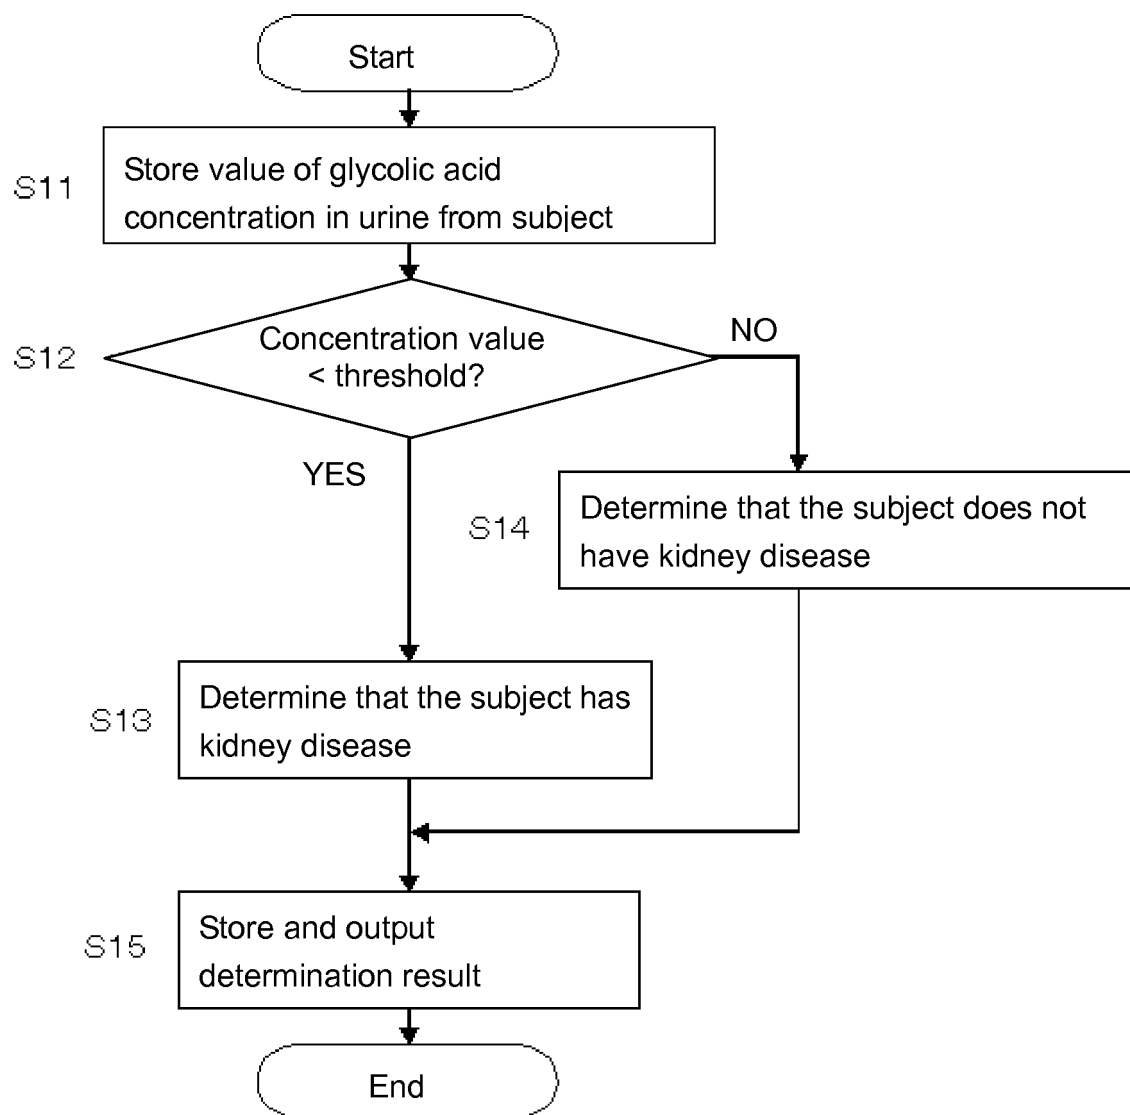 Start
S11
Store value of glycolic acid
concentration in urine from subject
S12
Concentration value
< threshold?
NO
YES
S14
Determine that the subject does not
have kidney disease
S13
Determine that the subject has
kidney disease
S15
Store and output
determination result
End